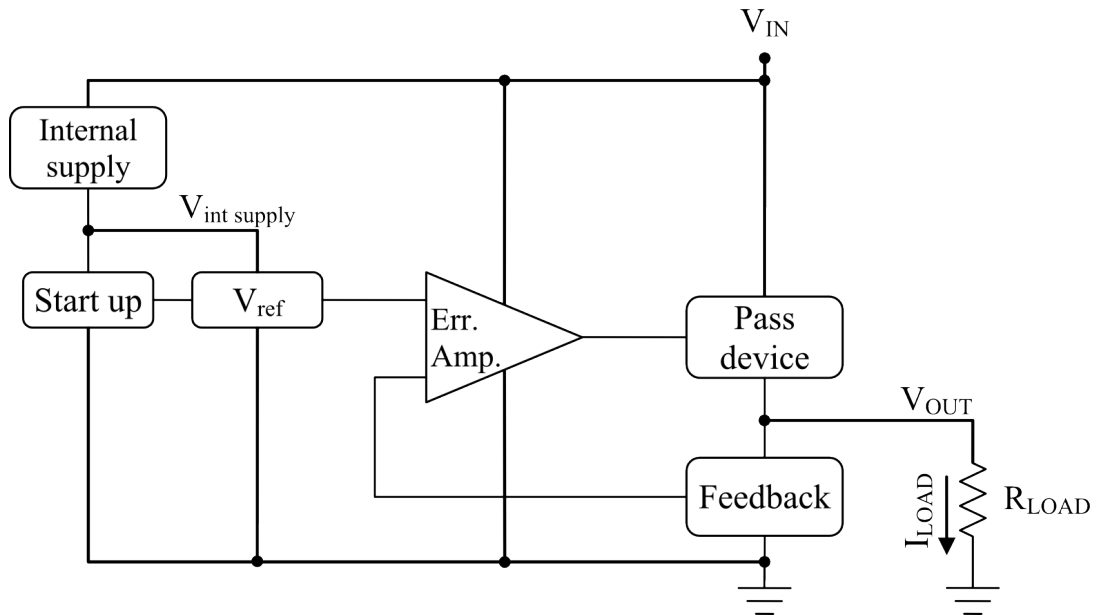 V_IN
Internal
supply
V_int supply
Start up
V_ref
Err.
Amp.
Pass
device
V_OUT
Feedback
I_LOAD
R_LOAD